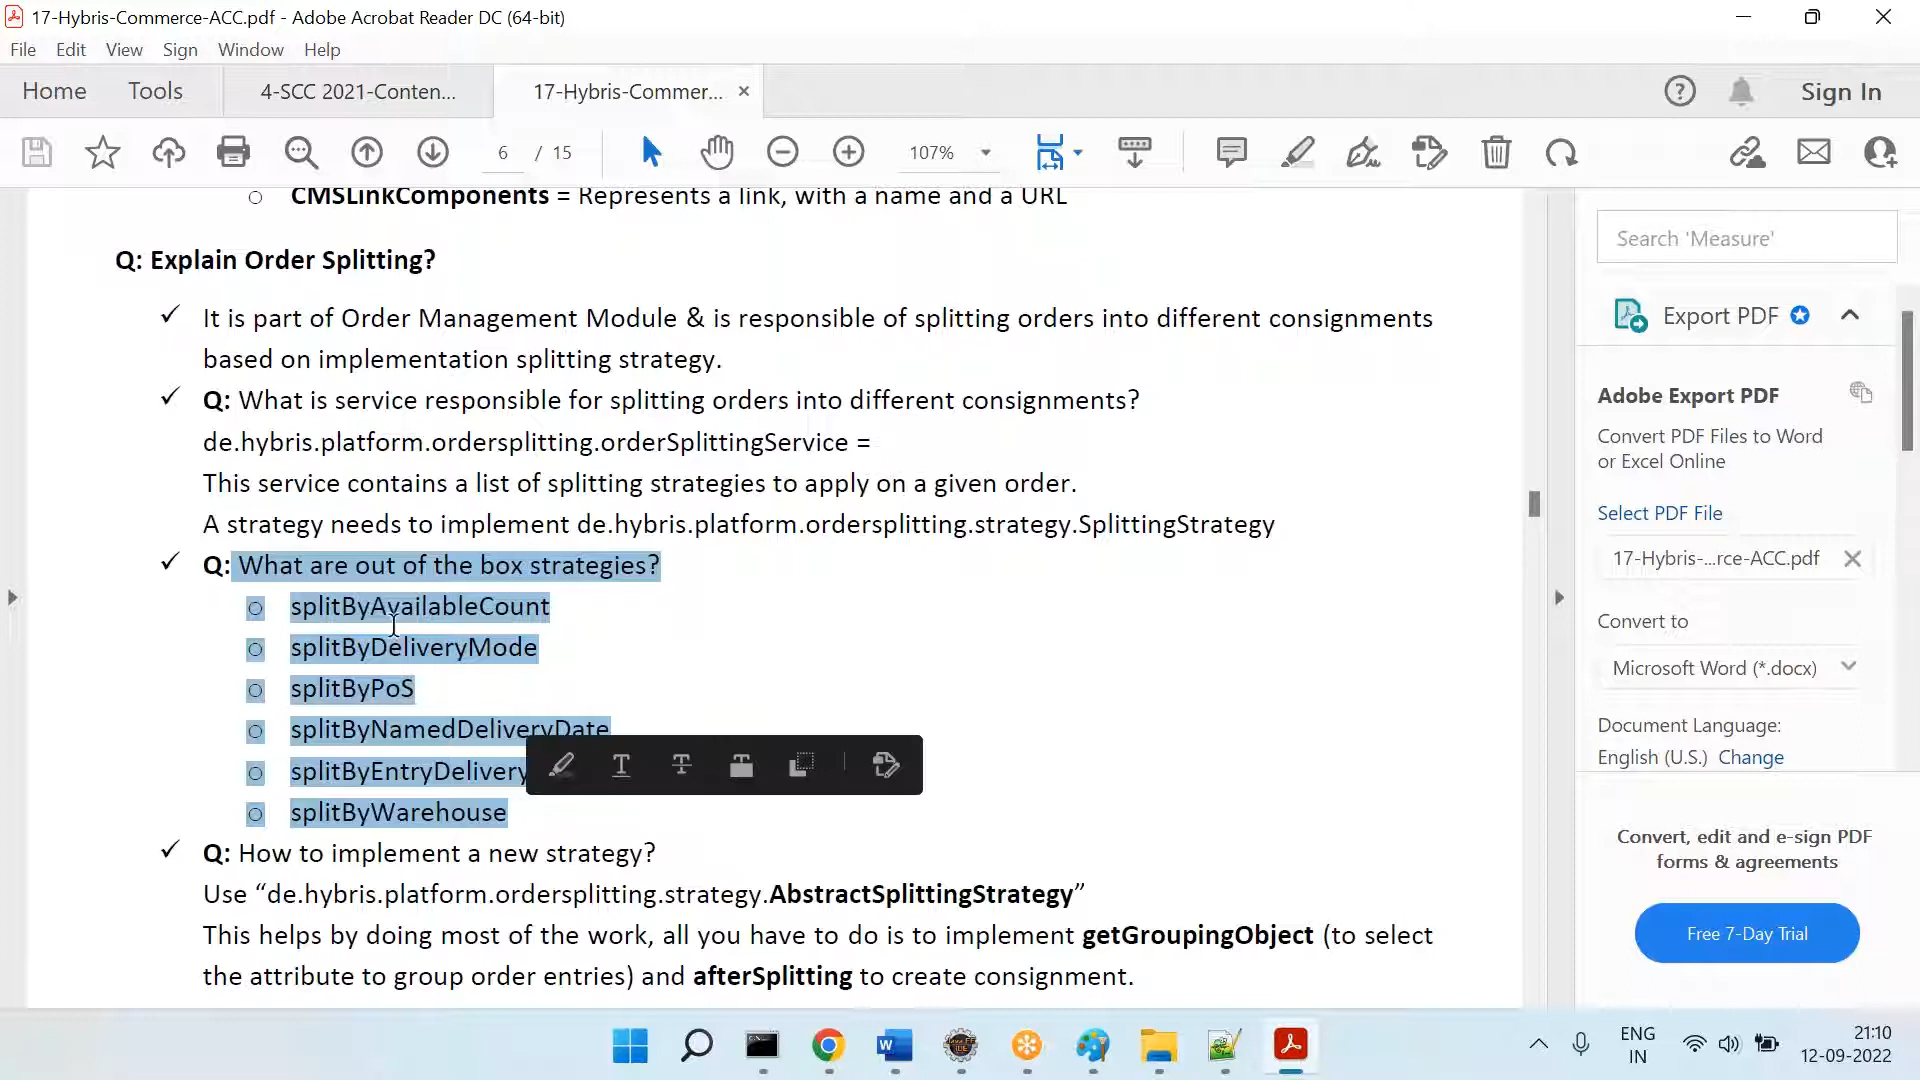 17-Hybris-Commerce-ACC.pdf - Adobe Acrobat Reader DC (64-bit)
File Edit View Sign Window Help
Home Tools 4-SCC 2021-Conten... 17-Hybris-Commer... × Sign In
6 / 15 107%
CMSLinkComponents = Represents a link, with a name and a URL
Q: Explain Order Splitting?
It is part of Order Management Module & is responsible of splitting orders into different consignments
based on implementation splitting strategy.
Q: What is service responsible for splitting orders into different consignments?
de.hybris.platform.ordersplitting.orderSplittingService =
This service contains a list of splitting strategies to apply on a given order.
A strategy needs to implement de.hybris.platform.ordersplitting.strategy.SplittingStrategy
Q: What are out of the box strategies?
splitByAvailableCount
splitByDeliveryMode
splitByPoS
splitByNamedDeliveryDate
splitByEntryDelivery
splitByWarehouse
Q: How to implement a new strategy?
Use “de.hybris.platform.ordersplitting.strategy.AbstractSplittingStrategy”
This helps by doing most of the work, all you have to do is to implement getGroupingObject (to select
the attribute to group order entries) and afterSplitting to create consignment.
Search 'Measure'
Export PDF
Adobe Export PDF
Convert PDF Files to Word
or Excel Online
Select PDF File
17-Hybris-...rce-ACC.pdf
Convert to
Microsoft Word (*.docx)
Document Language:
English (U.S.) Change
Convert, edit and e-sign PDF
forms & agreements
Free 7-Day Trial
ENG
IN
21:10
12-09-2022